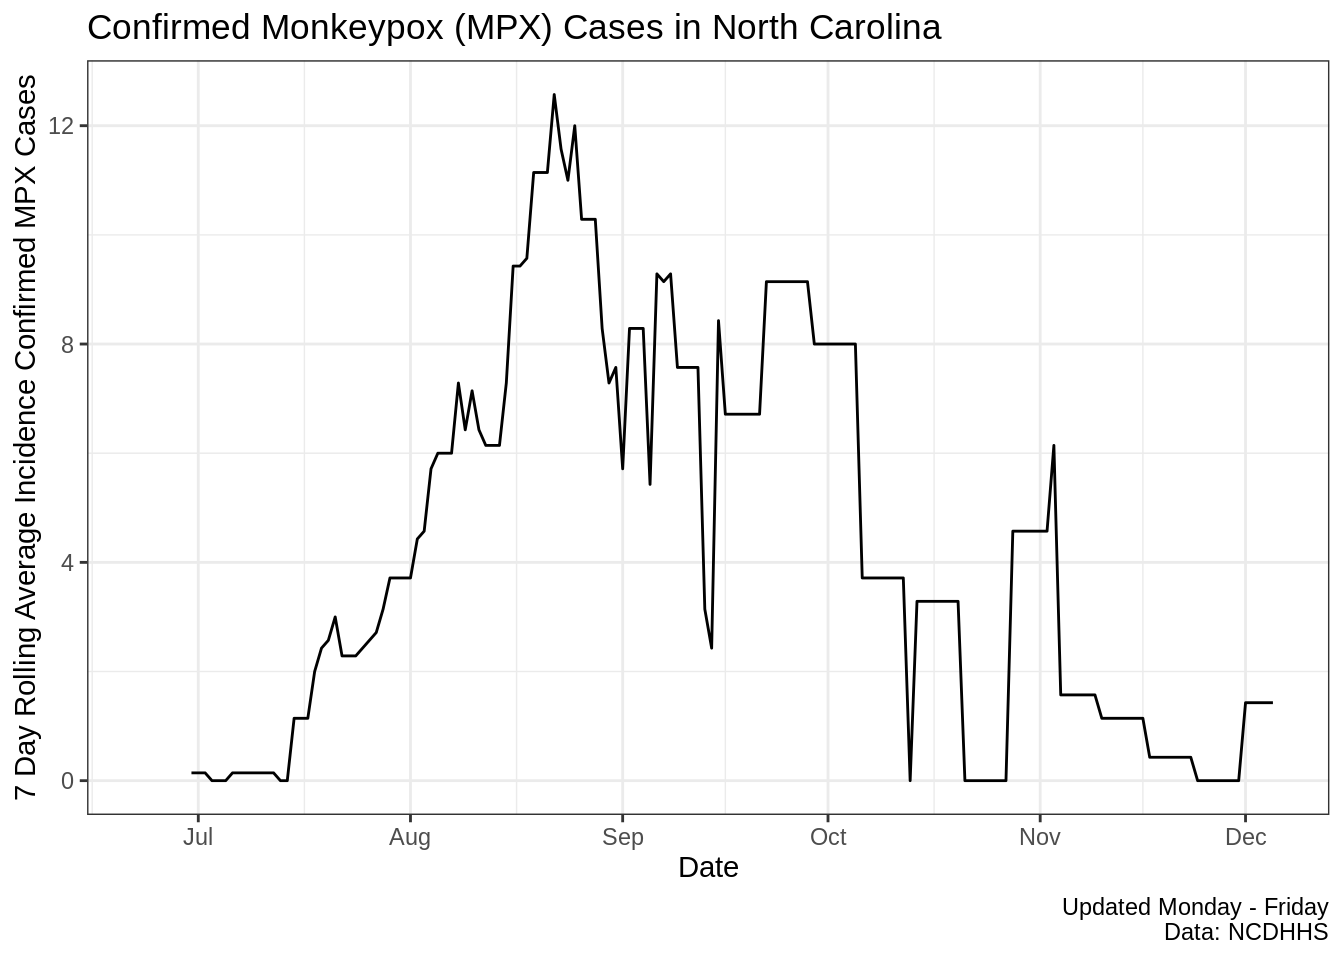 Confirmed Monkeypox (MPX) Cases in North Carolina
7 Day Rolling Average Incidence Confirmed MPX Cases
12
8
4
0
Jul Aug Sep Oct Nov Dec
Date
Updated Monday - Friday
Data: NCDHHS